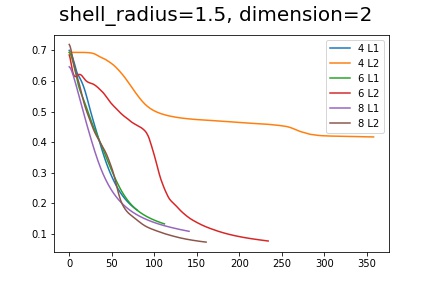 shell_radius=1.5, dimension=2
0.7
0.6
0.5
0.4
0.3
0.2
0.1
4 L1
4 L2
6 L1
6 L2
8 L1
8 L2
0 50 100 150 200 250 300 350